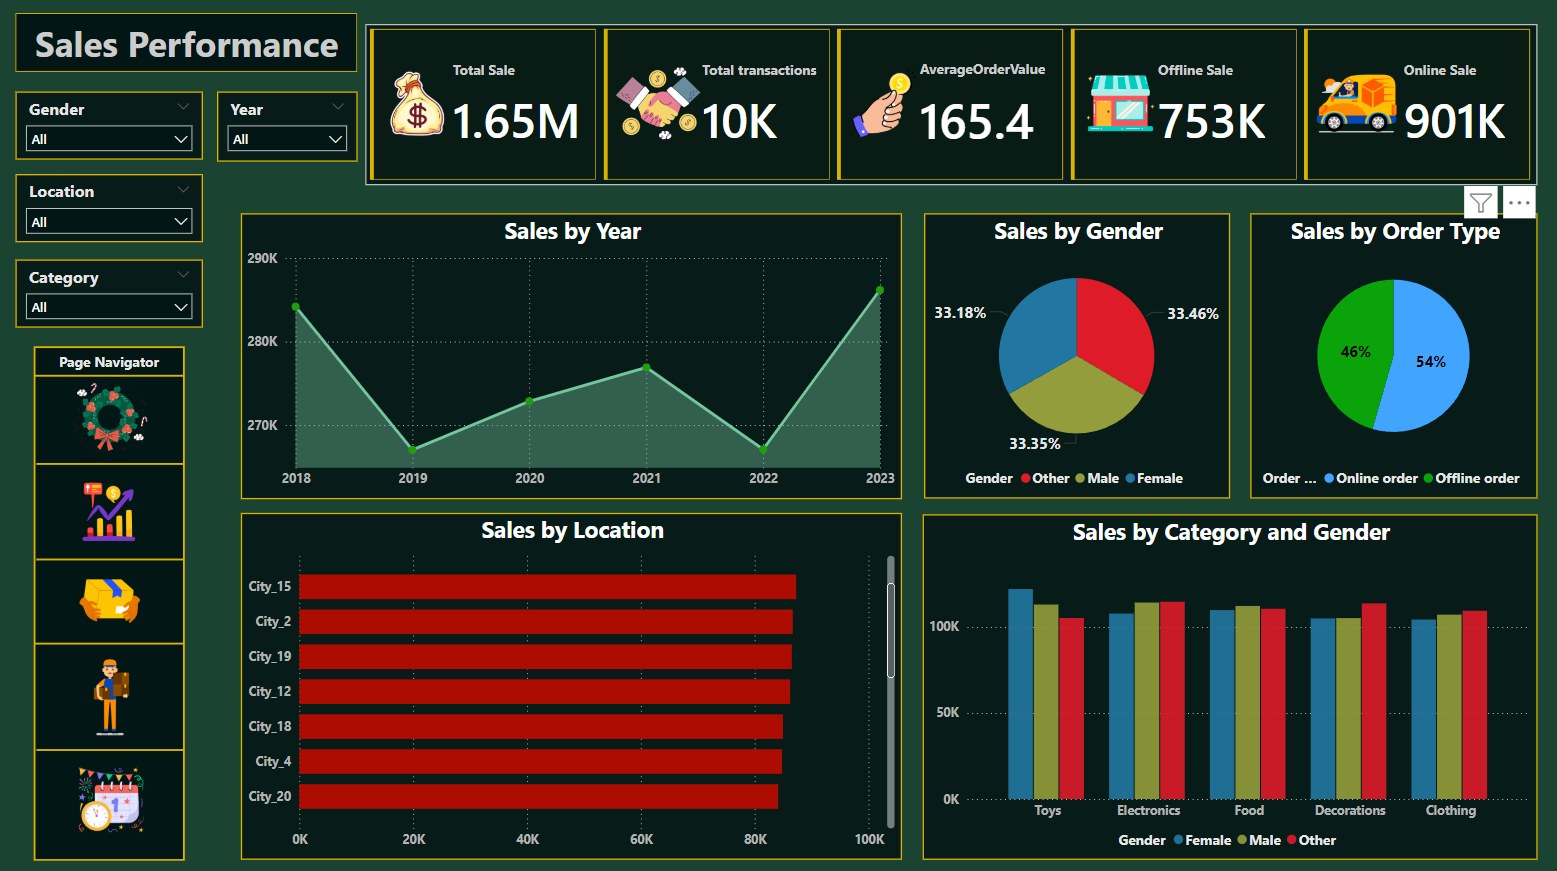 Sales Performance
Gender
All
Year
All
Location
All
Category
All
Page Navigator
Total Sale
1.65M
Total transactions
10K
AverageOrderValue
165.4
Offline Sale
753K
Online Sale
901K
Sales by Year
290K
280K
270K
2018 2019 2020 2021 2022 2023
Sales by Gender
33.18%
33.46%
33.35%
Gender Other Male Female
Sales by Order Type
46%
54%
Order ... Online order Offline order
Sales by Location
City_15
City_2
City_19
City_12
City_18
City_4
City_20
0K 20K 40K 60K 80K 100K
Sales by Category and Gender
100K
50K
0K
Toys Electronics Food Decorations Clothing
Gender Female Male Other